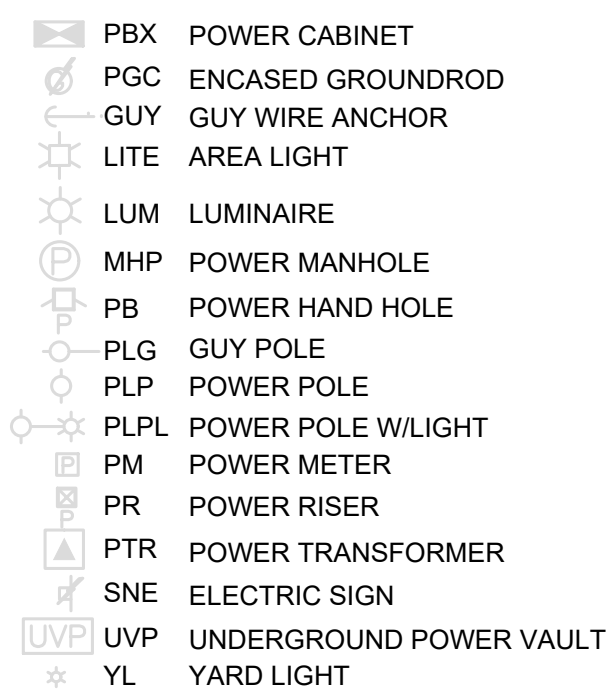 PBX POWER CABINET
G PGC ENCASED GROUNDROD
GUY GUY WIRE ANCHOR
LITE AREA LIGHT
LUM LUMINAIRE
P MHP POWER MANHOLE
P PB POWER HAND HOLE
PLG GUY POLE
PLP POWER POLE
PLPL POWER POLE W/LIGHT
P PM POWER METER
P PR POWER RISER
PTR POWER TRANSFORMER
SNE ELECTRIC SIGN
UVP UVP UNDERGROUND POWER VAULT
YL YARD LIGHT